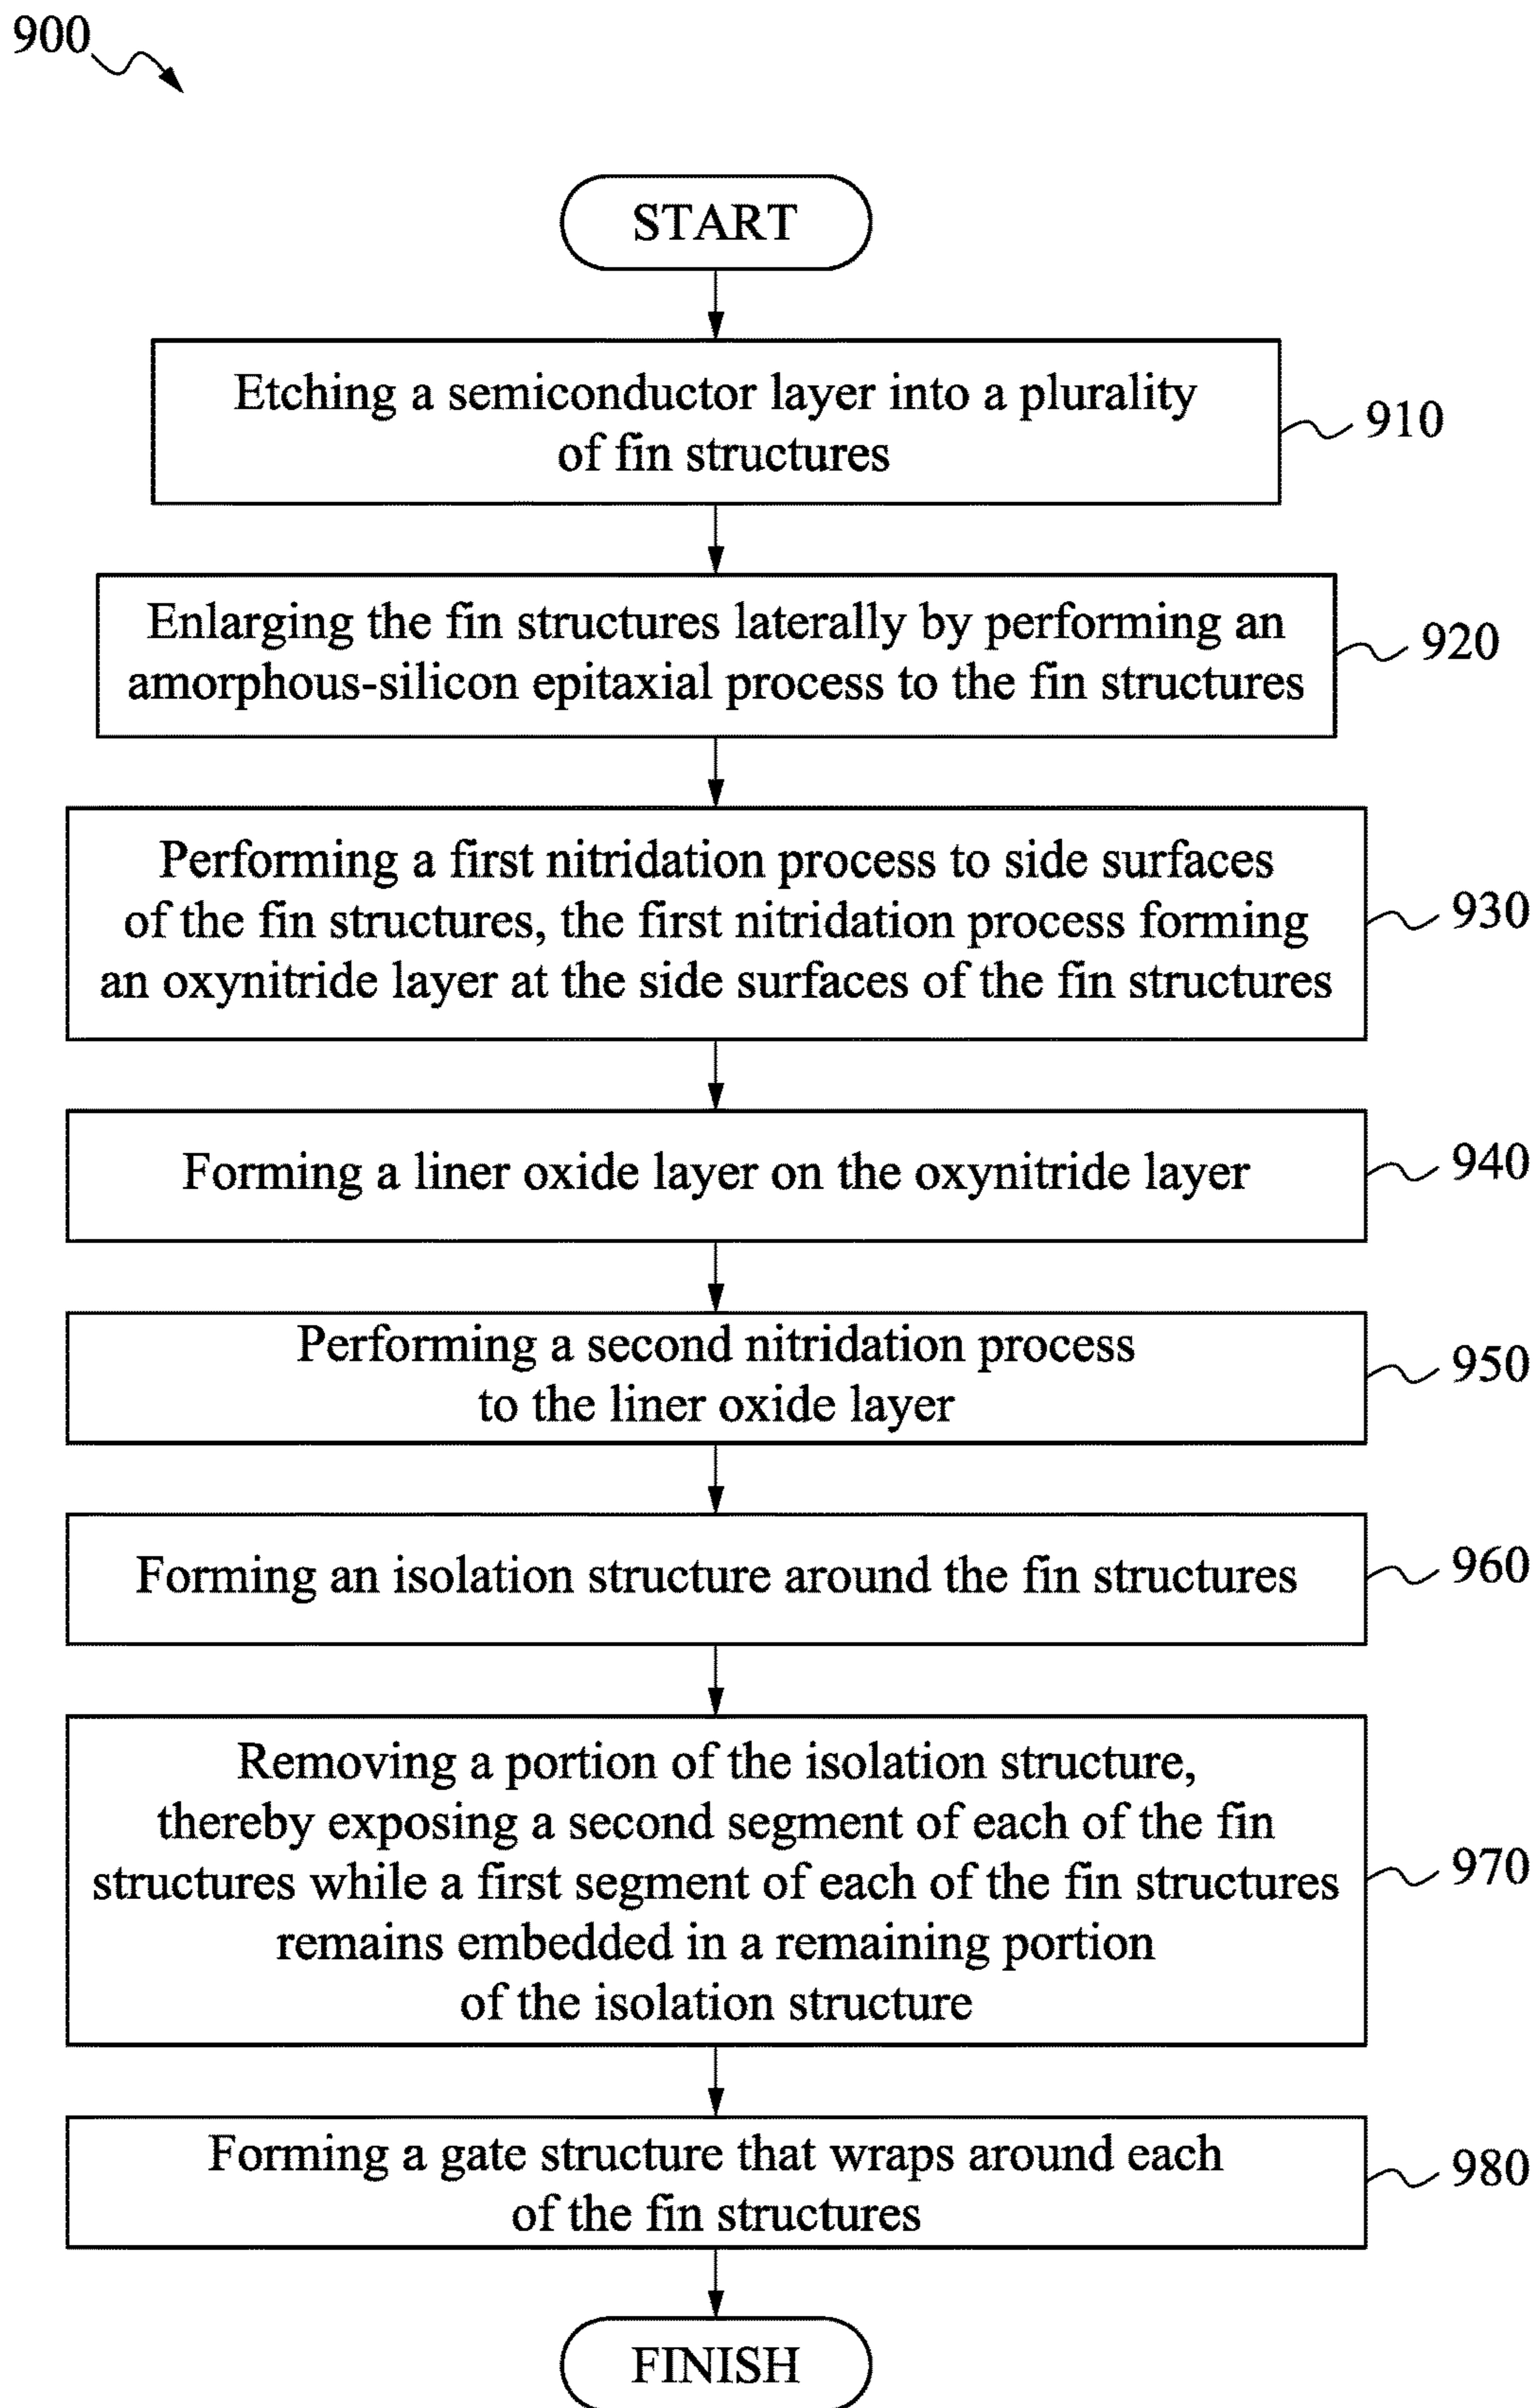 900
START
Etching a semiconductor layer into a plurality
of fin structures
910
Enlarging the fin structures laterally by performing an
amorphous-silicon epitaxial process to the fin structures
920
Performing a first nitridation process to side surfaces
of the fin structures, the first nitridation process forming
an oxynitride layer at the side surfaces of the fin structures
930
Forming a liner oxide layer on the oxynitride layer
940
Performing a second nitridation process
to the liner oxide layer
950
Forming an isolation structure around the fin structures
960
Removing a portion of the isolation structure,
thereby exposing a second segment of each of the fin
structures while a first segment of each of the fin structures
remains embedded in a remaining portion
of the isolation structure
970
Forming a gate structure that wraps around each
of the fin structures
980
FINISH